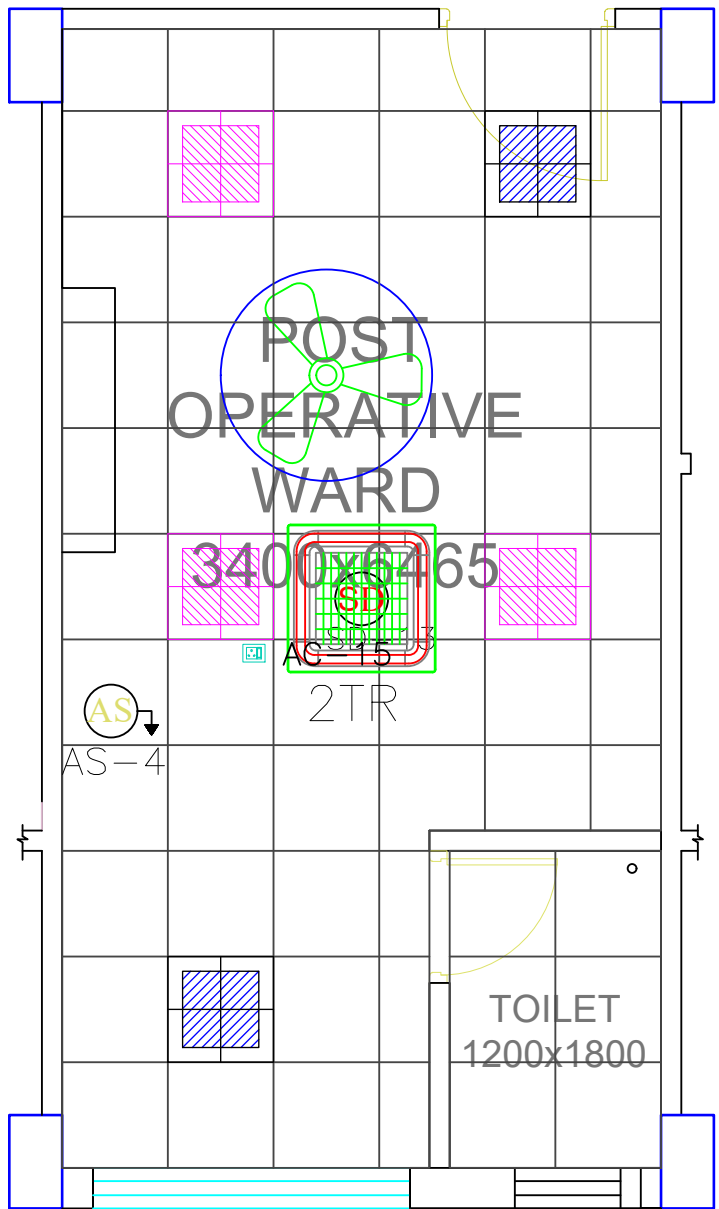 POST
OPERATIVE
WARD
3400x6465
SD
AC-15
2TR
AS
AS-4
TOILET
1200x1800